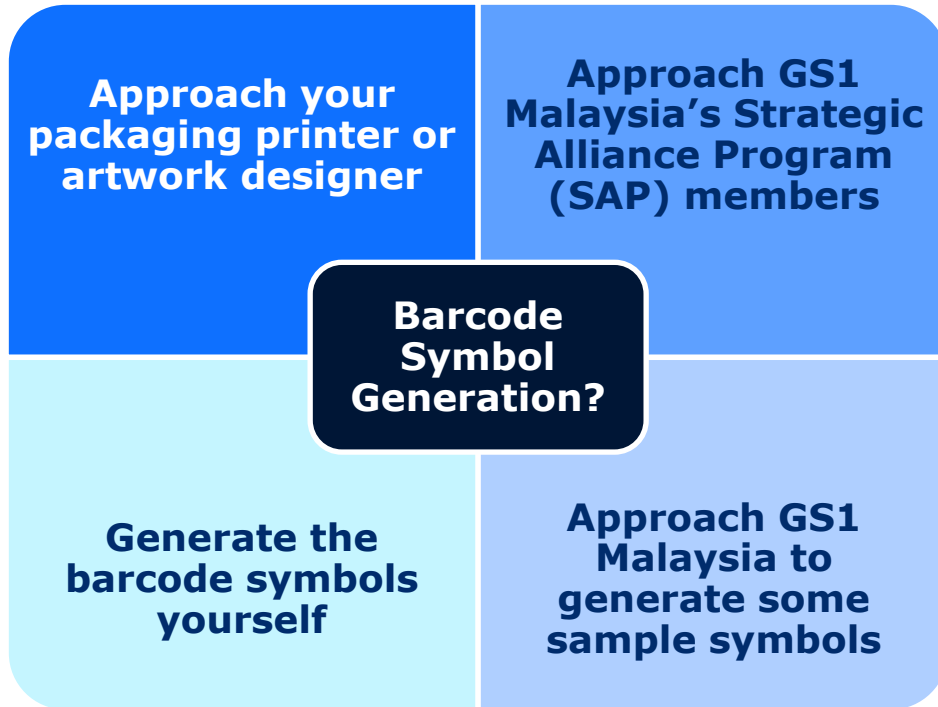 Approach your
packaging printer or
artwork designer
Approach GS1
Malaysia’s Strategic
Alliance Program
(SAP) members
Barcode
Symbol
Generation?
Generate the
barcode symbols
yourself
Approach GS1
Malaysia to
generate some
sample symbols